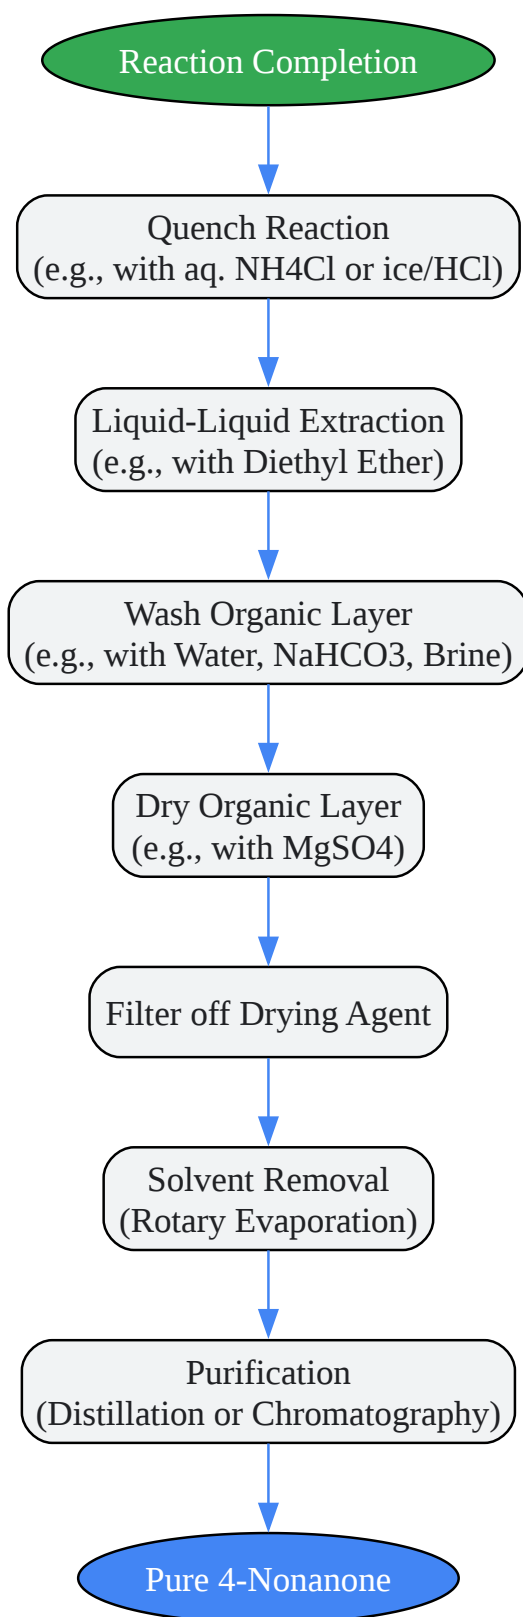 Reaction Completion
Quench Reaction
(e.g., with aq. NH4Cl or ice/HCl)
Liquid-Liquid Extraction
(e.g., with Diethyl Ether)
Wash Organic Layer
(e.g., with Water, NaHCO3, Brine)
Dry Organic Layer
(e.g., with MgSO4)
Filter off Drying Agent
Solvent Removal
(Rotary Evaporation)
Purification
(Distillation or Chromatography)
Pure 4-Nonanone